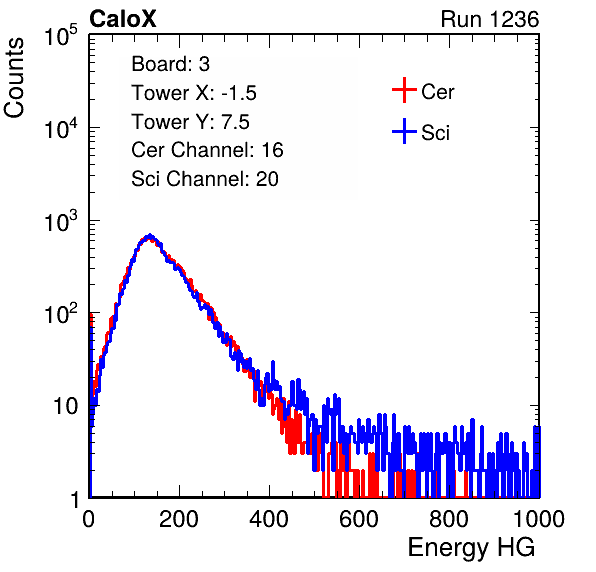 CaloX Run 1236
Counts
Board: 3
Tower X: -1.5
Tower Y: 7.5
Cer Channel: 16
Sci Channel: 20
Cer
Sci
10^5
10^4
10^3
10^2
10
1
0 200 400 600 800 1000
Energy HG